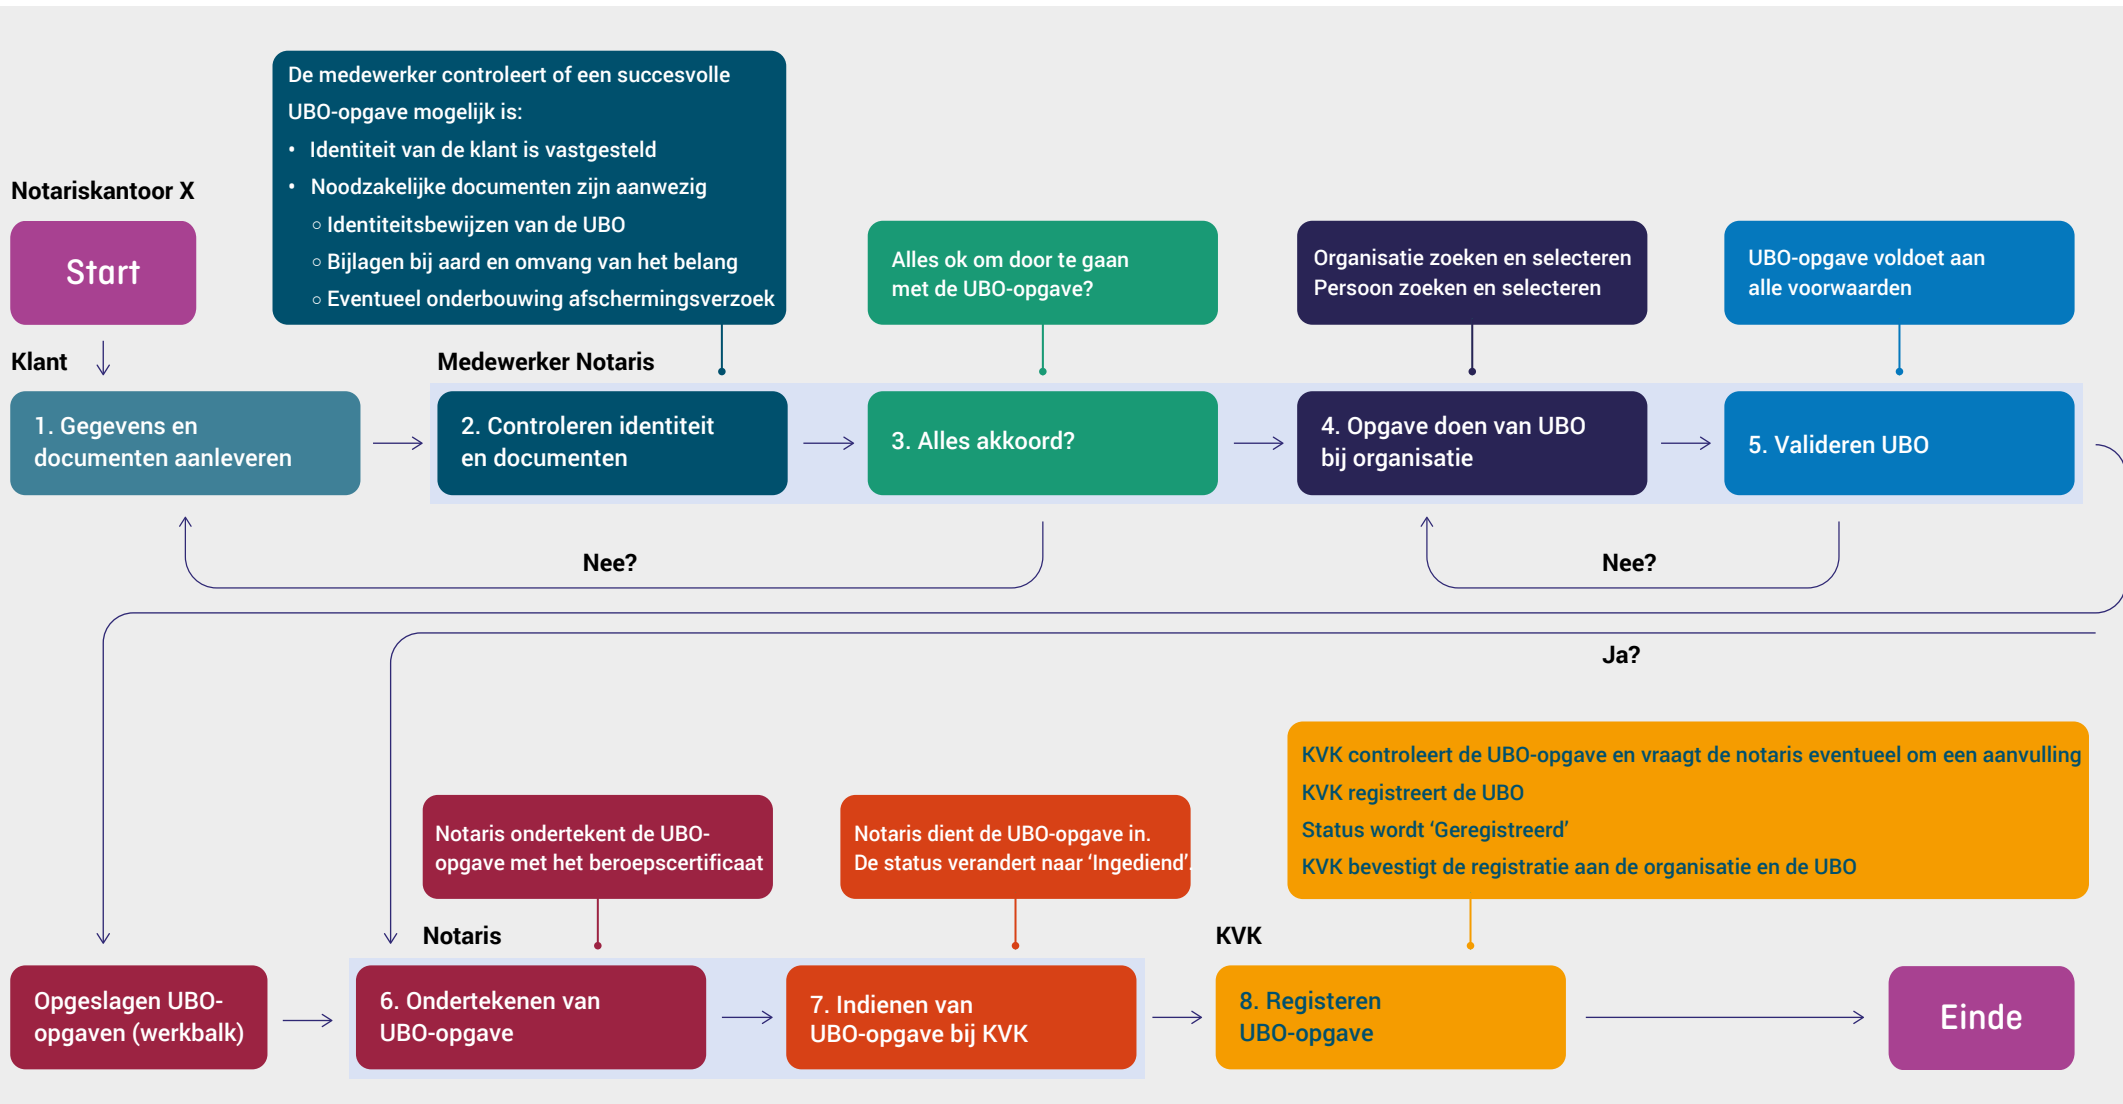 De medewerker controleert of een succesvolle
UBO-opgave mogelijk is:
• Identiteit van de klant is vastgesteld
• Noodzakelijke documenten zijn aanwezig
○ Identiteitsbewijzen van de UBO
○ Bijlagen bij aard en omvang van het belang
○ Eventueel onderbouwing afschermingsverzoek
Notariskantoor X
Start
Alles ok om door te gaan
met de UBO-opgave?
Organisatie zoeken en selecteren
Persoon zoeken en selecteren
UBO-opgave voldoet aan
alle voorwaarden
Klant
Medewerker Notaris
1. Gegevens en
documenten aanleveren
2. Controleren identiteit
en documenten
3. Alles akkoord?
4. Opgave doen van UBO
bij organisatie
5. Valideren UBO
Nee?
Nee?
Ja?
KVK controleert de UBO-opgave en vraagt de notaris eventueel om een aanvulling
KVK registreert de UBO
Status wordt ‘Geregistreerd’
KVK bevestigt de registratie aan de organisatie en de UBO
Notaris ondertekent de UBO-
opgave met het beroepscertificaat
Notaris dient de UBO-opgave in.
De status verandert naar ‘Ingediend’.
Notaris
KVK
Opgeslagen UBO-
opgaven (werkbalk)
6. Ondertekenen van
UBO-opgave
7. Indienen van
UBO-opgave bij KVK
8. Registeren
UBO-opgave
Einde